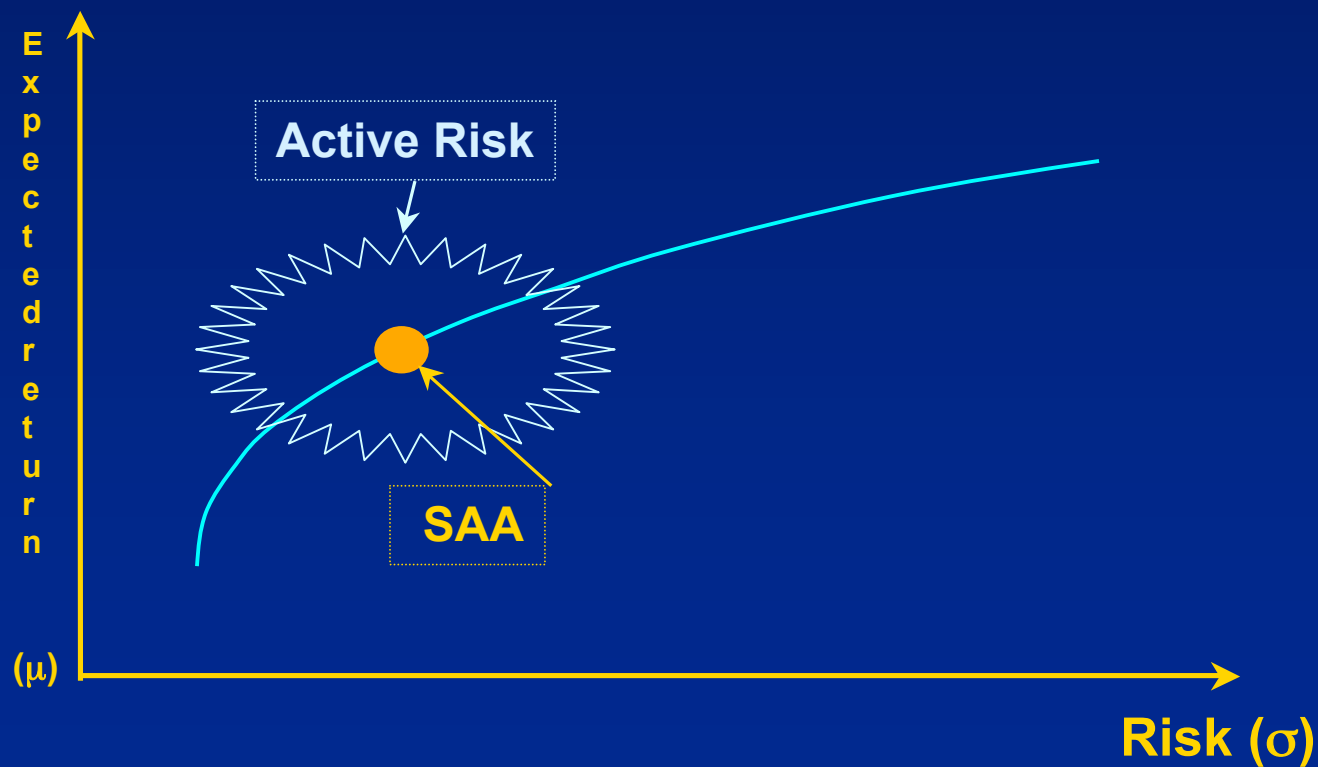 Expected return
(μ)
Active Risk
SAA
Risk (σ)